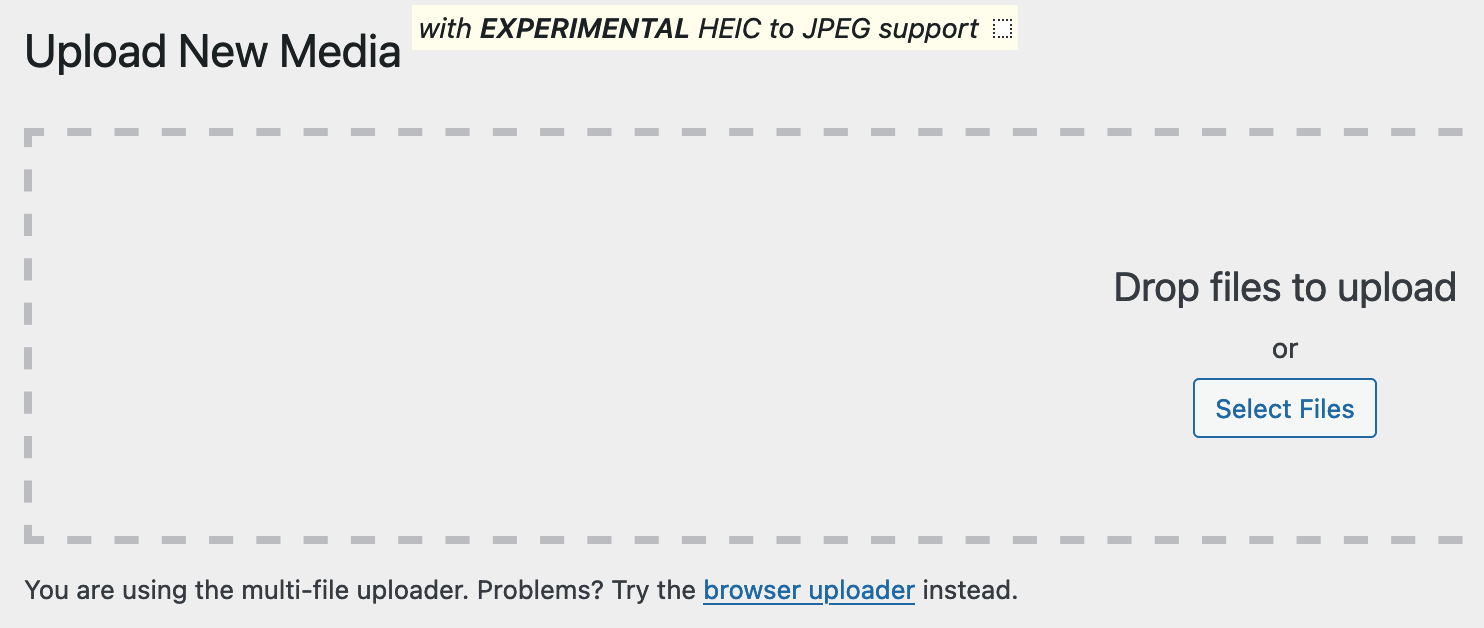 Upload New Media
with EXPERIMENTAL HEIC to JPEG support
Drop files to upload
or
Select Files
You are using the multi-file uploader. Problems? Try the browser uploader instead.